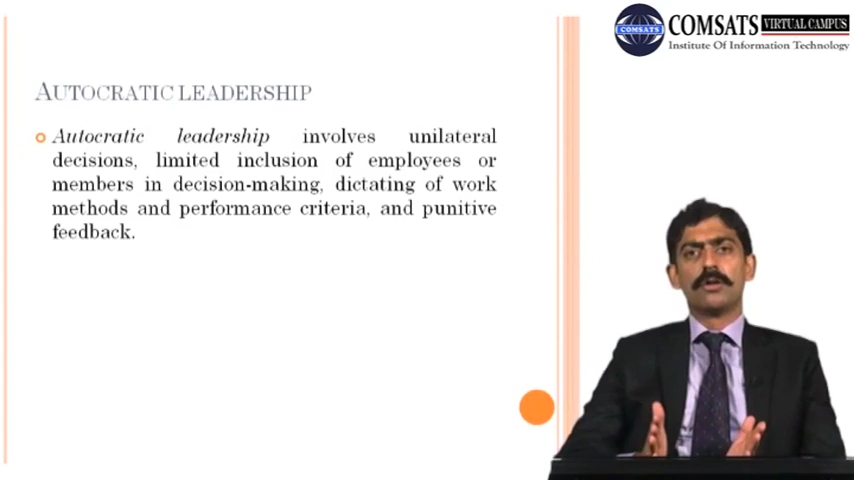 COMSATS VIRTUAL CAMPUS
COMSATS
Institute Of Information Technology
AUTOCRATIC LEADERSHIP
Autocratic leadership involves unilateral
decisions, limited inclusion of employees or
members in decision-making, dictating of work
methods and performance criteria, and punitive
feedback.